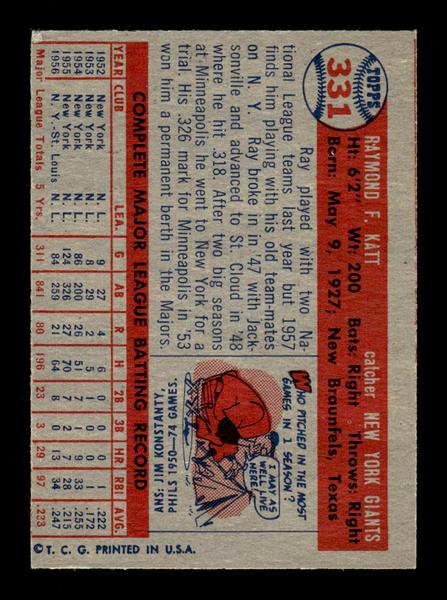 TOPPS
331
RAYMOND F. KATT catcher NEW YORK GIANTS
Ht: 6'2" Wt: 200 Bats: Right Throws: Right
Born: May 9, 1927; New Braunfels, Texas
Ray played with two Na-
tional League teams last year but 1957
finds him playing with his old team-mates
on N. Y. Ray broke in in '47 with Jack-
sonville and advanced to St. Cloud in '48
where he hit .318. After two big seasons
at Minneapolis he went to New York for a
trial. His .326 mark for Minneapolis in '53
won him a permanent berth in the Majors.
WHO PITCHED IN THE MOST
GAMES IN 1 SEASON?
I MAY AS
WELL LIVE
HERE
ANS: JIM KONSTANTY,
PHILS 1950-74 GAMES.
COMPLETE MAJOR LEAGUE BATTING RECORD
YEAR CLUB LEA. G AB R H 2B 3B HR RBI AVG.
1952 New York N. L. 9 27 4 6 0 0 0 1 .222
1953 New York N. L. 8 29 2 5 1 0 0 1 .172
1954 New York N. L. 86 200 26 51 7 1 9 33 .255
1955 New York N. L. 124 326 27 70 7 2 7 28 .215
1956 N.Y.-St. Louis N. L. 84 259 21 64 8 0 13 34 .247
Major League Totals 5 Yrs. 311 841 80 196 23 3 29 97 .233
© T. C. G. PRINTED IN U.S.A.